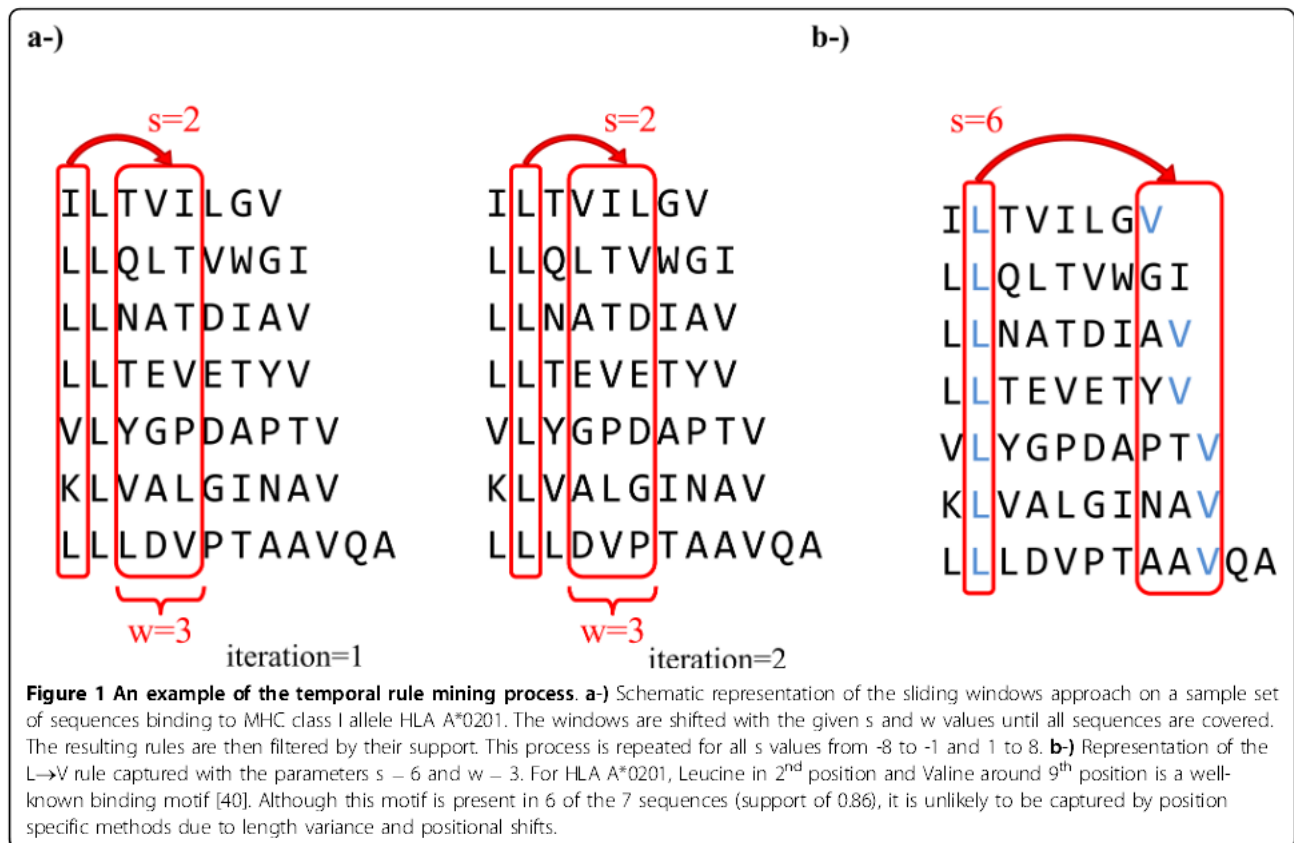 a-)
b-)
s=2
s=2
s=6
ILTVILGV
LLQLTVWGI
LLNATDIAV
LLTEVETYV
VLYGPDAPTV
KLVALGINAV
LLLDVPTAAVQA
w=3
iteration=1
ILTVILGV
LLQLTVWGI
LLNATDIAV
LLTEVETYV
VLYGPDAPTV
KLVALGINAV
LLLDVPTAAVQA
w=3
iteration=2
ILTVILGV
LLQLTVWGI
LLNATDIAV
LLTEVETYV
VLYGPDAPTV
KLVALGINAV
LLLDVPTAAVQA
Figure 1 An example of the temporal rule mining process. a-) Schematic representation of the sliding windows approach on a sample set
of sequences binding to MHC class I allele HLA A*0201. The windows are shifted with the given s and w values until all sequences are covered.
The resulting rules are then filtered by their support. This process is repeated for all s values from -8 to -1 and 1 to 8. b-) Representation of the
L→V rule captured with the parameters s – 6 and w – 3. For HLA A*0201, Leucine in 2nd position and Valine around 9th position is a well-
known binding motif [40]. Although this motif is present in 6 of the 7 sequences (support of 0.86), it is unlikely to be captured by position
specific methods due to length variance and positional shifts.